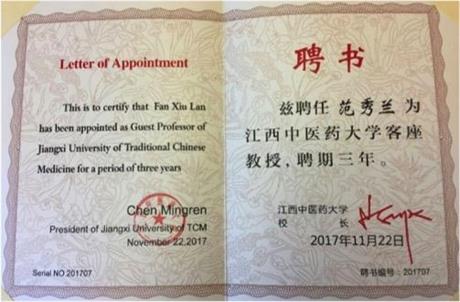 Letter of Appointment
This is to certify that Fan Xiu Lan
has been appointed as Guest Professor of
Jiangxi University of Traditional Chinese
Medicine for a period of three years
Chen Mingren
President of Jiangxi University of TCM
November 22,2017
Serial NO 201707
聘书
兹聘任 范秀兰 为
江西中医药大学客座
教授，聘期三年。
江西中医药大学
校长
2017年11月22日
聘书编号：201707